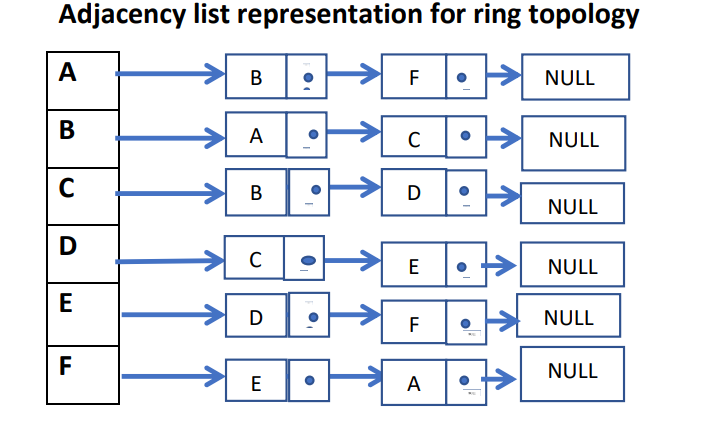 Adjacency list representation for ring topology
A B F NULL
B A C NULL
C B D NULL
D C E NULL
E D F NULL
F E A NULL